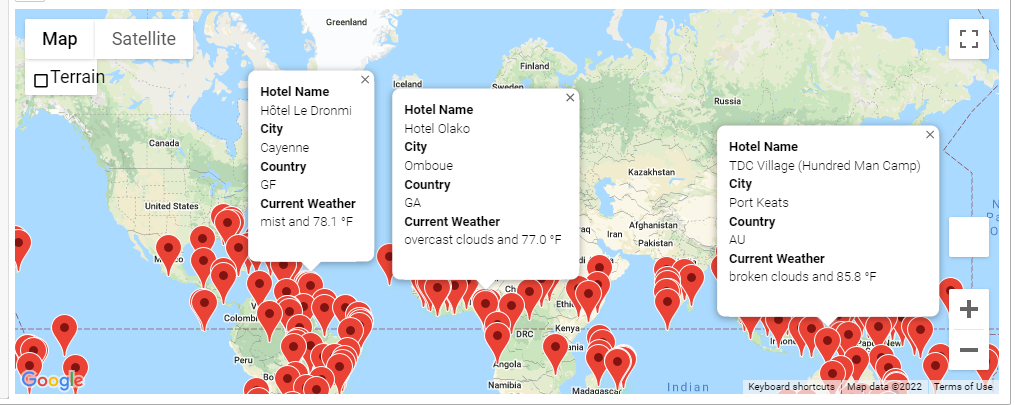 Map
Satellite
Terrain
Greenland
Iceland
Finland
Sweden
Russia
Canada
United States
Kazakhstan
Afghanistan
Iran
Pakistan
Hotel Name
Hôtel Le Dronmi
City
Cayenne
Country
GF
Current Weather
mist and 78.1 °F
Hotel Name
Hotel Olako
City
Omboue
Country
GA
Current Weather
overcast clouds and 77.0 °F
Hotel Name
TDC Village (Hundred Man Camp)
City
Port Keats
Country
AU
Current Weather
broken clouds and 85.8 °F
Mexico
Colombia
Peru
Bolivia
DRC
Kenya
Angola
Namibia
Madagascar
Indian
Google
Keyboard shortcuts
Map data ©2022
Terms of Use